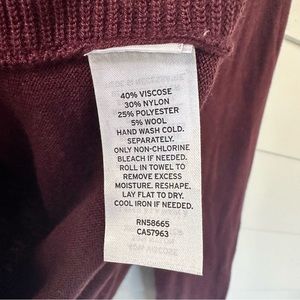 40% VISCOSE
30% NYLON
25% POLYESTER
5% WOOL
HAND WASH COLD.
SEPARATELY.
ONLY NON-CHLORINE
BLEACH IF NEEDED.
ROLL IN TOWEL TO
REMOVE EXCESS
MOISTURE. RESHAPE.
LAY FLAT TO DRY.
COOL IRON IF NEEDED.
RN58665
CA57963